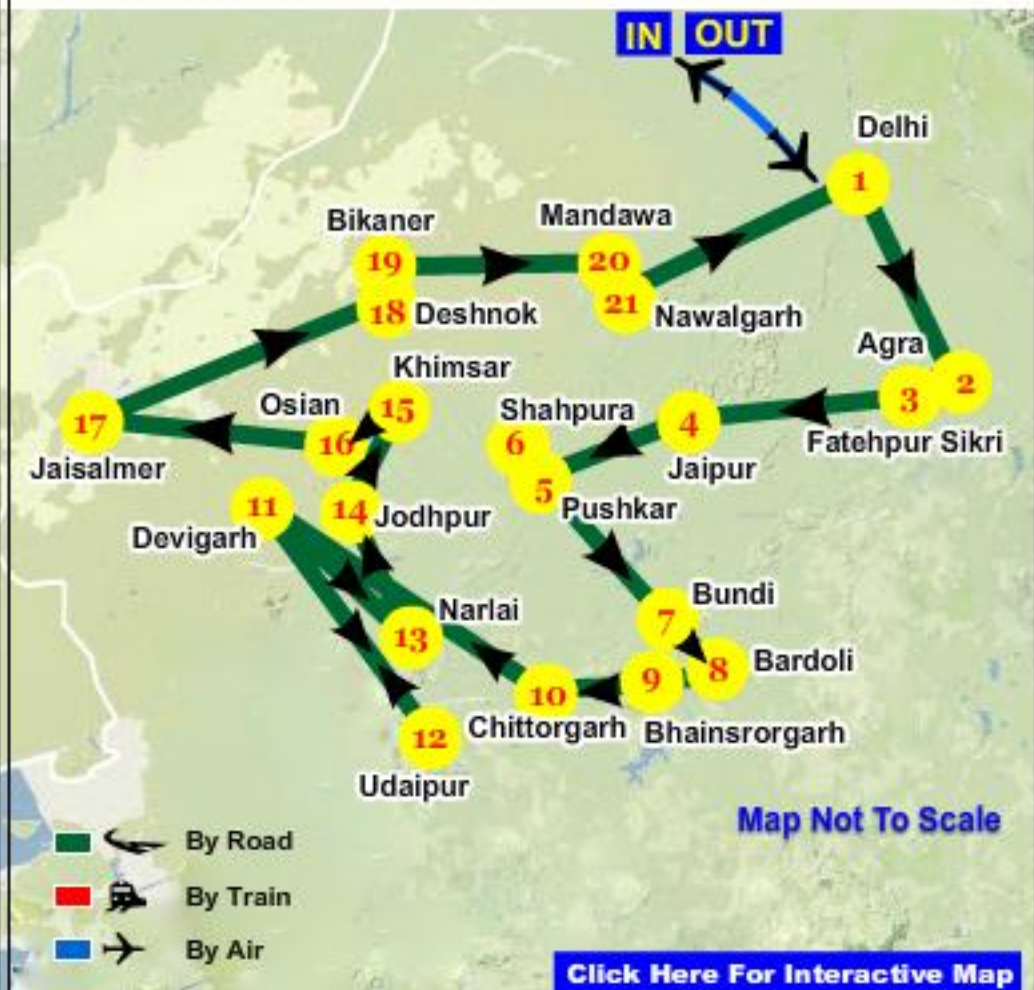 IN OUT
Delhi
1
Bikaner
Mandawa
19
20
18
Deshnok
21
Nawalgarh
Agra
2
3
Fatehpur Sikri
Khimsar
15
Osian
16
17
Jaisalmer
Shahpura
6
4
Jaipur
5
Pushkar
11
Devigarh
14
Jodhpur
Narlai
13
Bundi
7
8
Bardoli
9
Bhainsrorgarh
10
Chittorgarh
12
Udaipur
Map Not To Scale
By Road
By Train
By Air
Click Here For Interactive Map